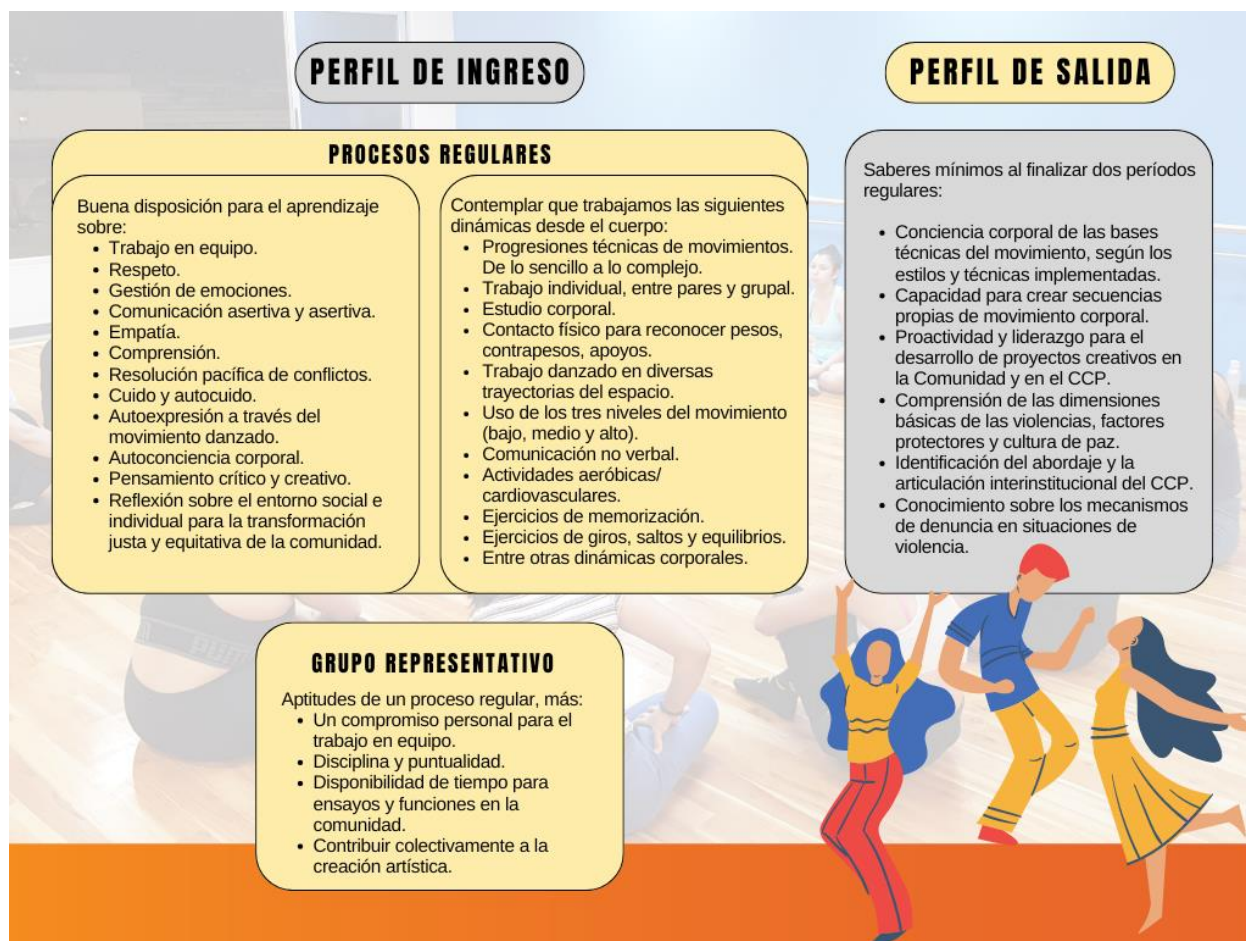 PERFIL DE INGRESO
PROCESOS REGULARES
Buena disposición para el aprendizaje
sobre:
• Trabajo en equipo.
• Respeto.
• Gestión de emociones.
• Comunicación asertiva y asertiva.
• Empatía.
• Comprensión.
• Resolución pacífica de conflictos.
• Cuido y autocuido.
• Autoexpresión a través del
movimiento danzado.
• Autoconciencia corporal.
• Pensamiento crítico y creativo.
• Reflexión sobre el entorno social e
individual para la transformación
justa y equitativa de la comunidad.
Contemplar que trabajamos las siguientes
dinámicas desde el cuerpo:
• Progresiones técnicas de movimientos.
De lo sencillo a lo complejo.
• Trabajo individual, entre pares y grupal.
• Estudio corporal.
• Contacto físico para reconocer pesos,
contrapesos, apoyos.
• Trabajo danzado en diversas
trayectorias del espacio.
• Uso de los tres niveles del movimiento
(bajo, medio y alto).
• Comunicación no verbal.
• Actividades aeróbicas/
cardiovasculares.
• Ejercicios de memorización.
• Ejercicios de giros, saltos y equilibrios.
• Entre otras dinámicas corporales.
GRUPO REPRESENTATIVO
Aptitudes de un proceso regular, más:
• Un compromiso personal para el
trabajo en equipo.
• Disciplina y puntualidad.
• Disponibilidad de tiempo para
ensayos y funciones en la
comunidad.
• Contribuir colectivamente a la
creación artística.
PERFIL DE SALIDA
Saberes mínimos al finalizar dos períodos
regulares:
• Conciencia corporal de las bases
técnicas del movimiento, según los
estilos y técnicas implementadas.
• Capacidad para crear secuencias
propias de movimiento corporal.
• Proactividad y liderazgo para el
desarrollo de proyectos creativos en
la Comunidad y en el CCP.
• Comprensión de las dimensiones
básicas de las violencias, factores
protectores y cultura de paz.
• Identificación del abordaje y la
articulación interinstitucional del CCP.
• Conocimiento sobre los mecanismos
de denuncia en situaciones de
violencia.